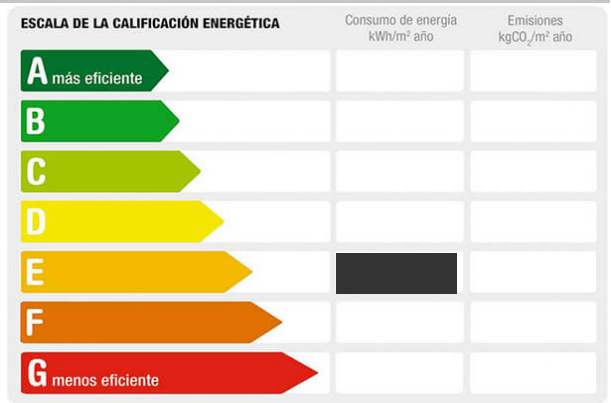 ESCALA DE LA CALIFICACIÓN ENERGÉTICA
Consumo de energía
kWh/m² año
Emisiones
kgCO₂/m² año
A más eficiente
B
C
D
E
F
G menos eficiente